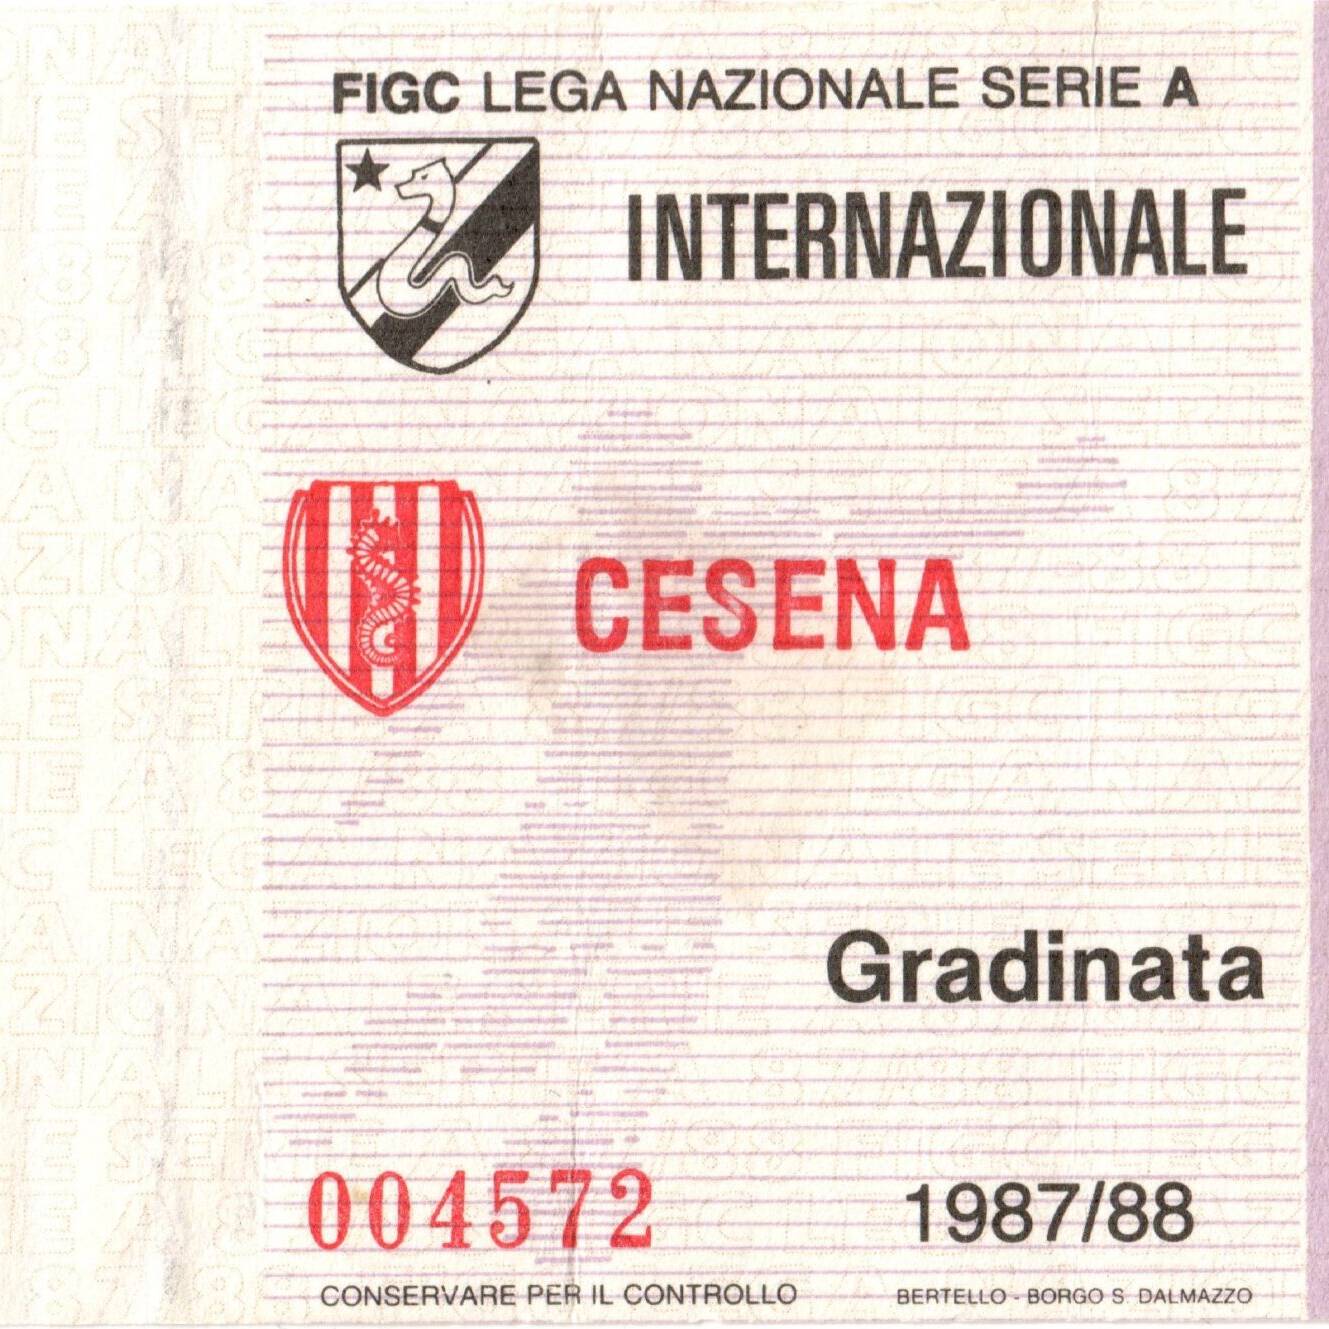 FIGC LEGA NAZIONALE SERIE A
INTERNAZIONALE
CESENA
Gradinata
004572
1987/88
CONSERVARE PER IL CONTROLLO
BERTELLO - BORGO S. DALMAZZO